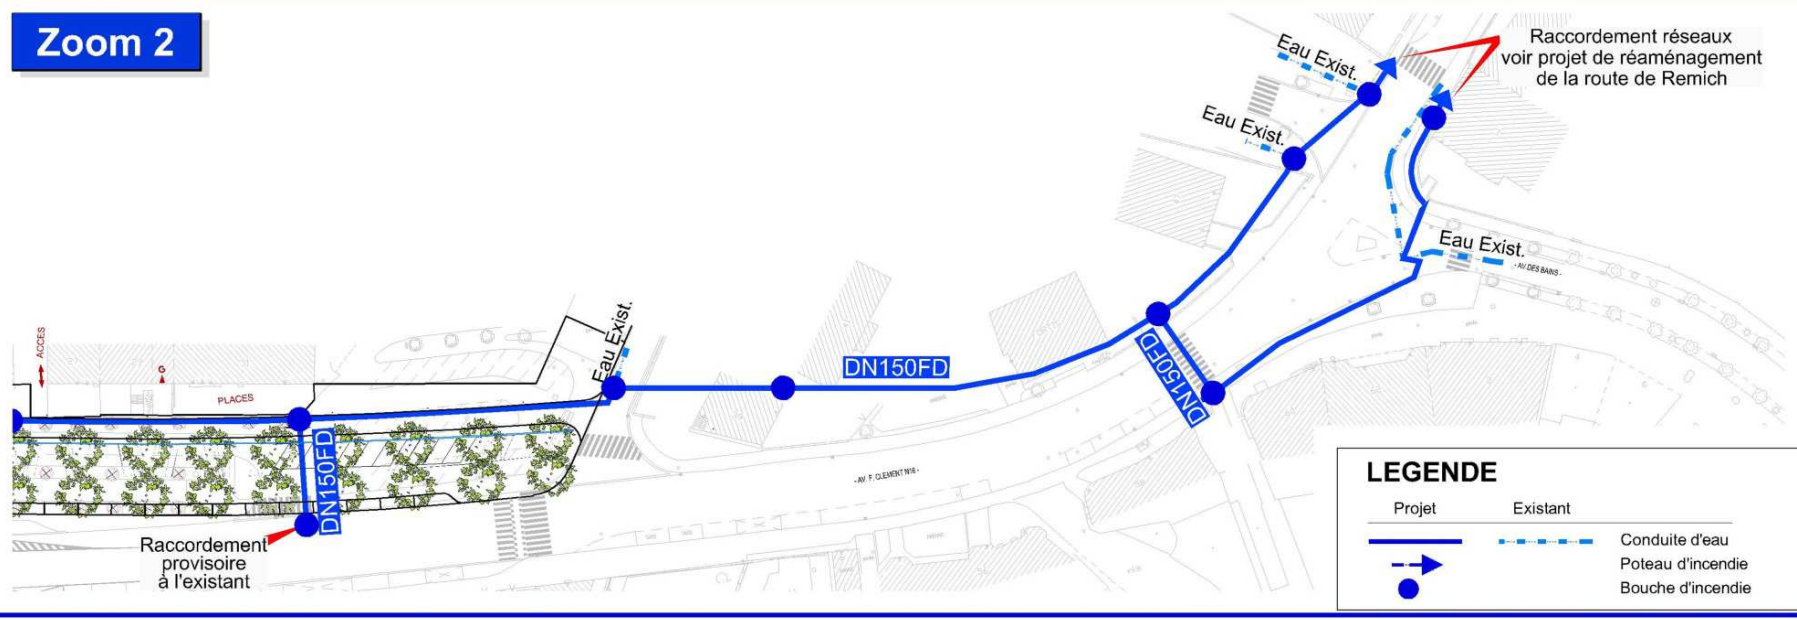 Zoom 2
Eau Exist.
Raccordement réseaux
voir projet de réaménagement
de la route de Remich
Eau Exist.
Eau Exist.
- AV. DES BAINS -
Eau Exist.
ACCES
G
PLACES
DN150FD
DN150FD
DN150FD
- AV. F. CLEMENT N16 -
Raccordement
provisoire
à l'existant
LEGENDE
Projet Existant
Conduite d'eau
Poteau d'incendie
Bouche d'incendie